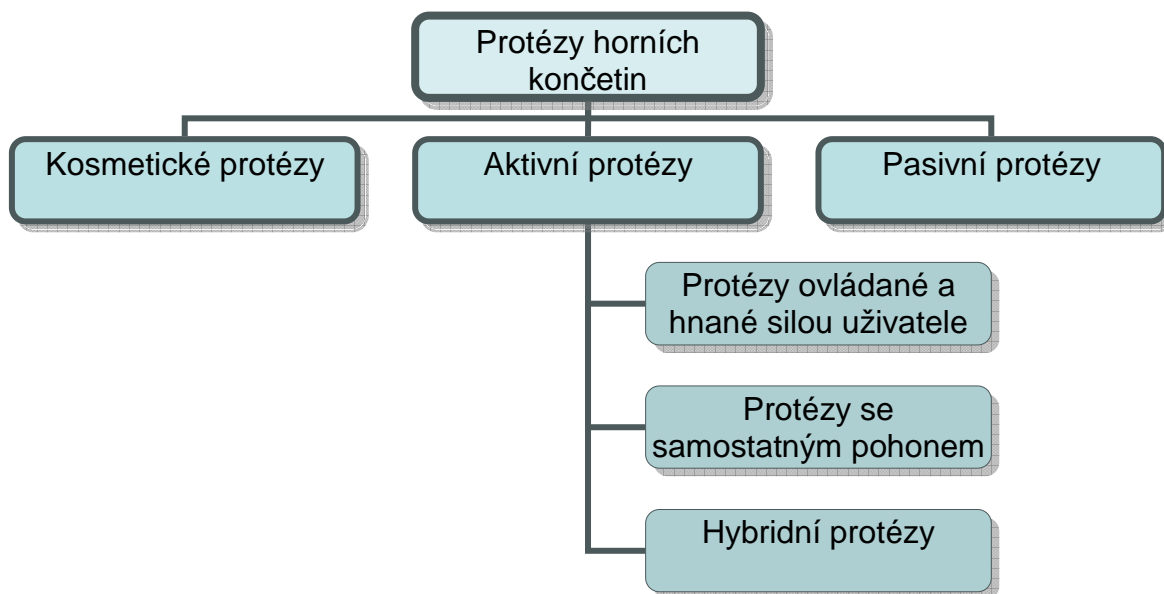 Protézy horních
končetin
Kosmetické protézy
Aktivní protézy
Pasivní protézy
Protézy ovládané a
hnané silou uživatele
Protézy se
samostatným pohonem
Hybridní protézy